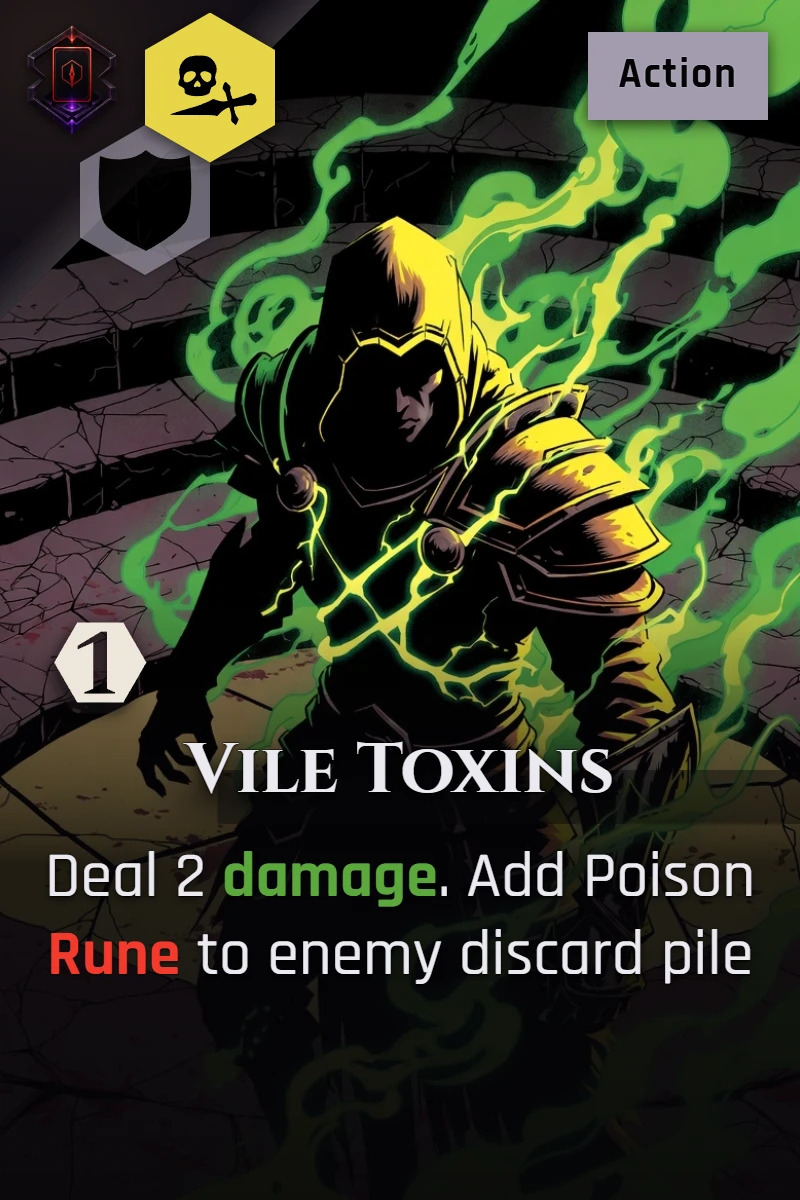 Action
1
Vile Toxins
Deal 2 damage. Add Poison
Rune to enemy discard pile